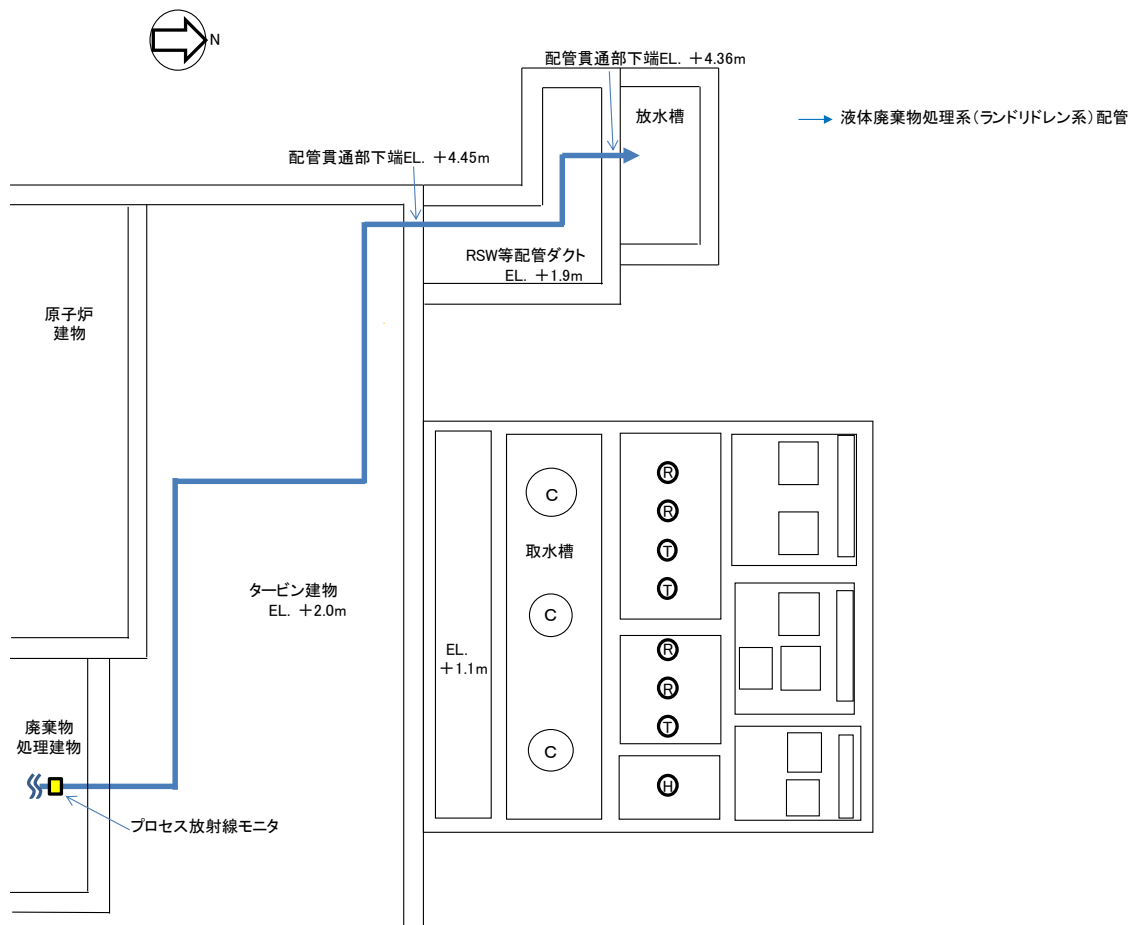 N
配管貫通部下端EL. +4.36m
放水槽
液体廃棄物処理系(ランドリドレン系)配管
配管貫通部下端EL. +4.45m
RSW等配管ダクト
EL. +1.9m
原子炉
建物
タービン建物
EL. +2.0m
EL.
+1.1m
取水槽
C
C
C
R
R
T
T
R
R
T
H
廃棄物
処理建物
プロセス放射線モニタ